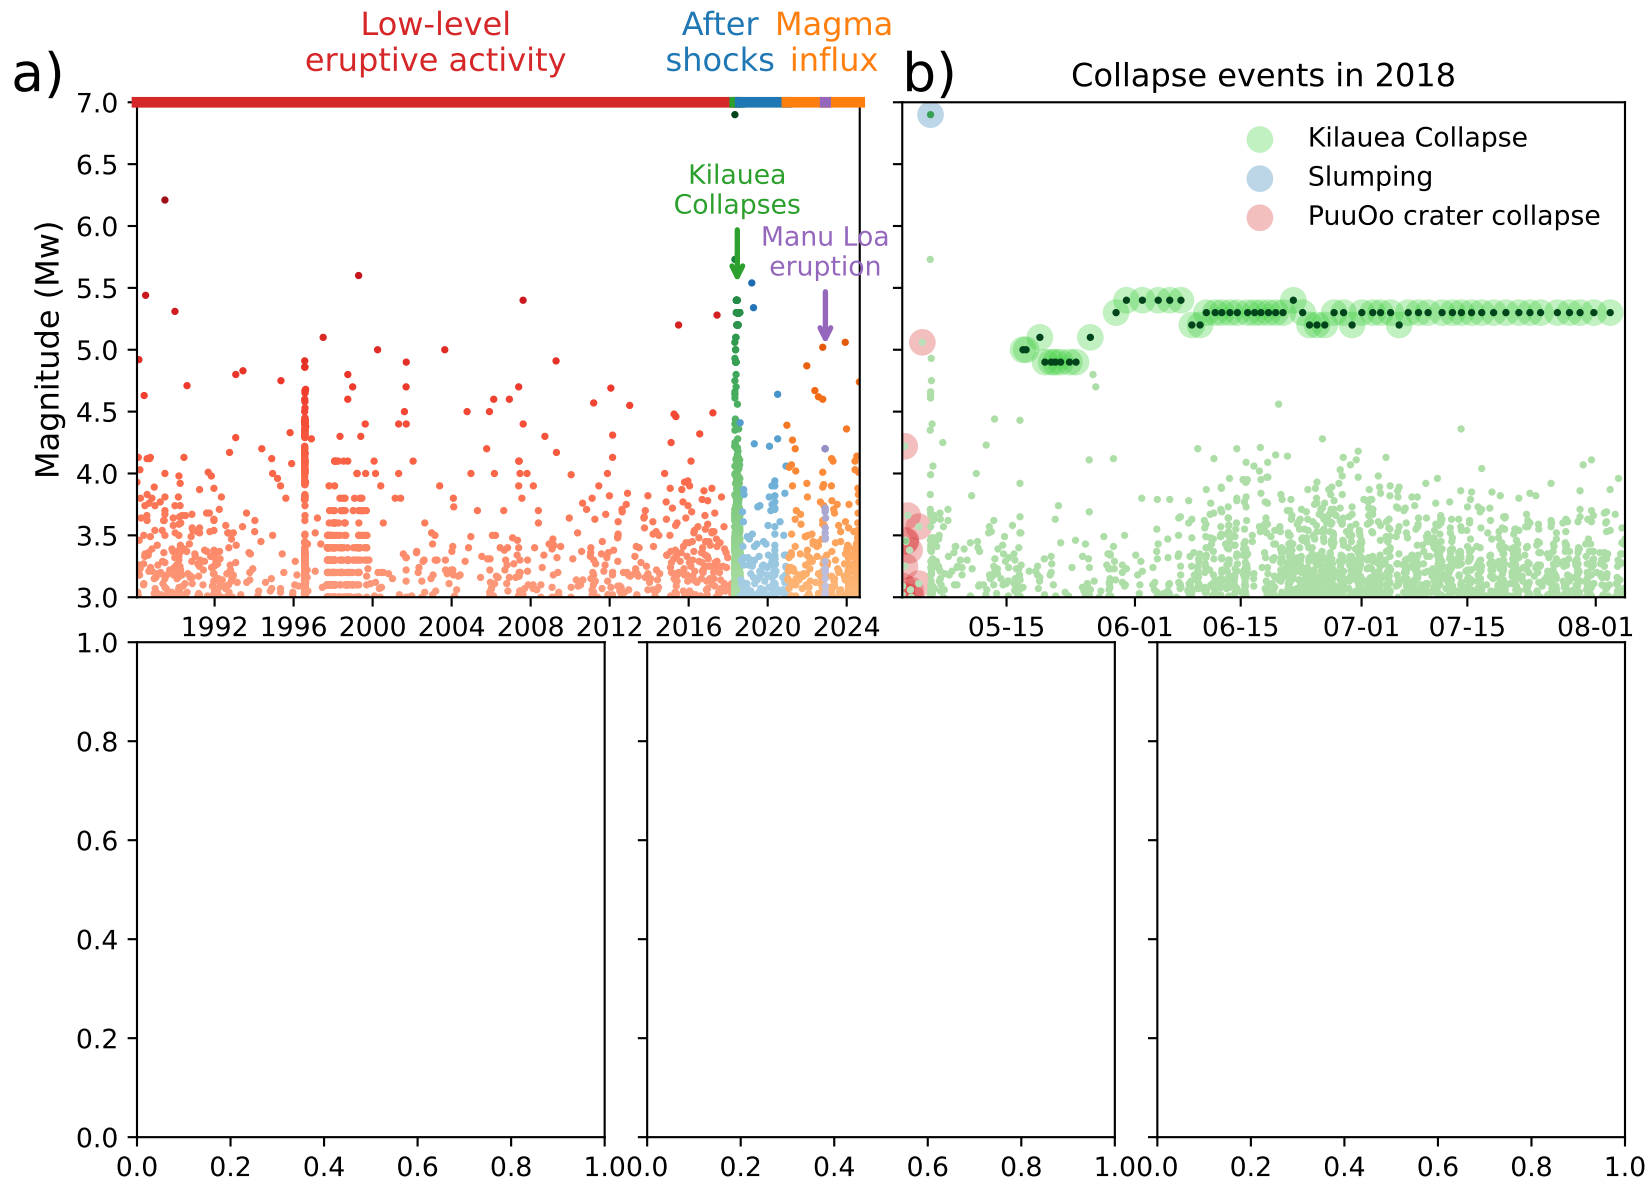 Low-level
eruptive activity
After
shocks
Magma
influx
a)
b)
Collapse events in 2018
7.0
6.5
6.0
5.5
5.0
4.5
4.0
3.5
3.0
Magnitude (Mw)
Kilauea
Collapses
Manu Loa
eruption
Kilauea Collapse
Slumping
PuuOo crater collapse
1992 1996 2000 2004 2008 2012 2016 2020 2024
05-15 06-01 06-15 07-01 07-15 08-01
1.0
0.8
0.6
0.4
0.2
0.0
0.0 0.2 0.4 0.6 0.8 1.0
0.0 0.2 0.4 0.6 0.8 1.0
0.0 0.2 0.4 0.6 0.8 1.0